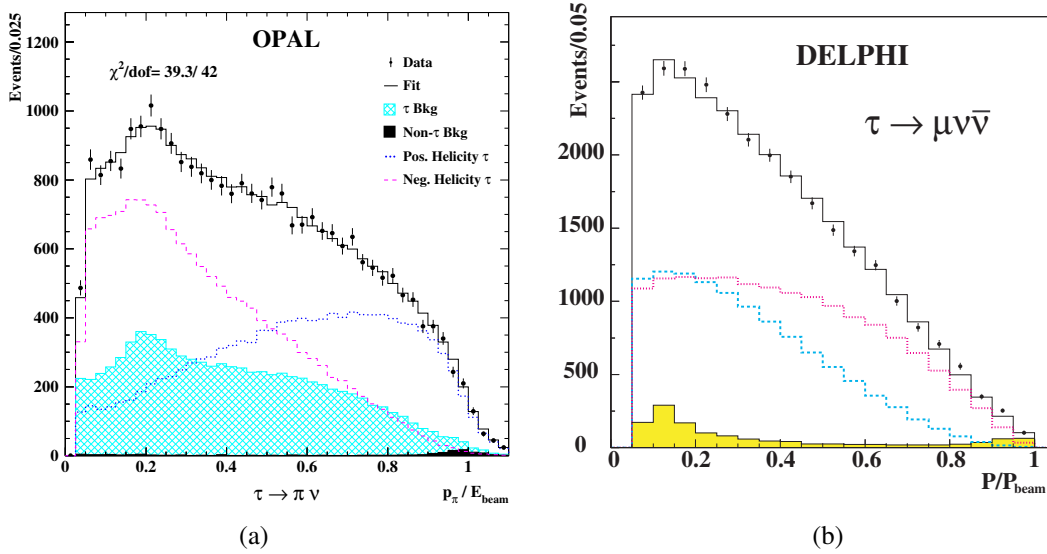 OPAL
Events/0.025
χ²/dof= 39.3/ 42
Data
Fit
τ Bkg
Non-τ Bkg
Pos. Helicity τ
Neg. Helicity τ
1200
1000
800
600
400
200
0
0 0.2 0.4 0.6 0.8 1
τ → π ν
p_π / E_beam
(a)
DELPHI
Events/0.05
τ → μν𝜈̅
2500
2000
1500
1000
500
0
0 0.2 0.4 0.6 0.8 1
P/P_beam
(b)